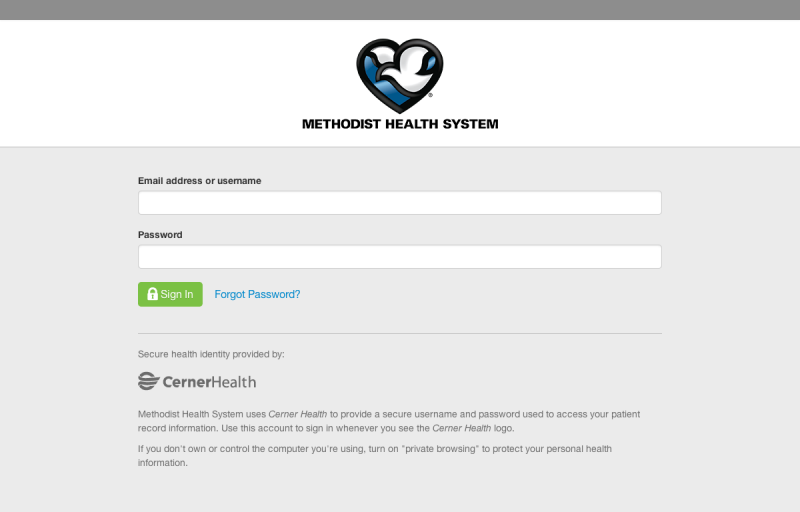 ®
METHODIST HEALTH SYSTEM
Email address or username
Password
Sign In Forgot Password?
Secure health identity provided by:
CernerHealth
Methodist Health System uses Cerner Health to provide a secure username and password used to access your patient
record information. Use this account to sign in whenever you see the Cerner Health logo.
If you don't own or control the computer you're using, turn on "private browsing" to protect your personal health
information.